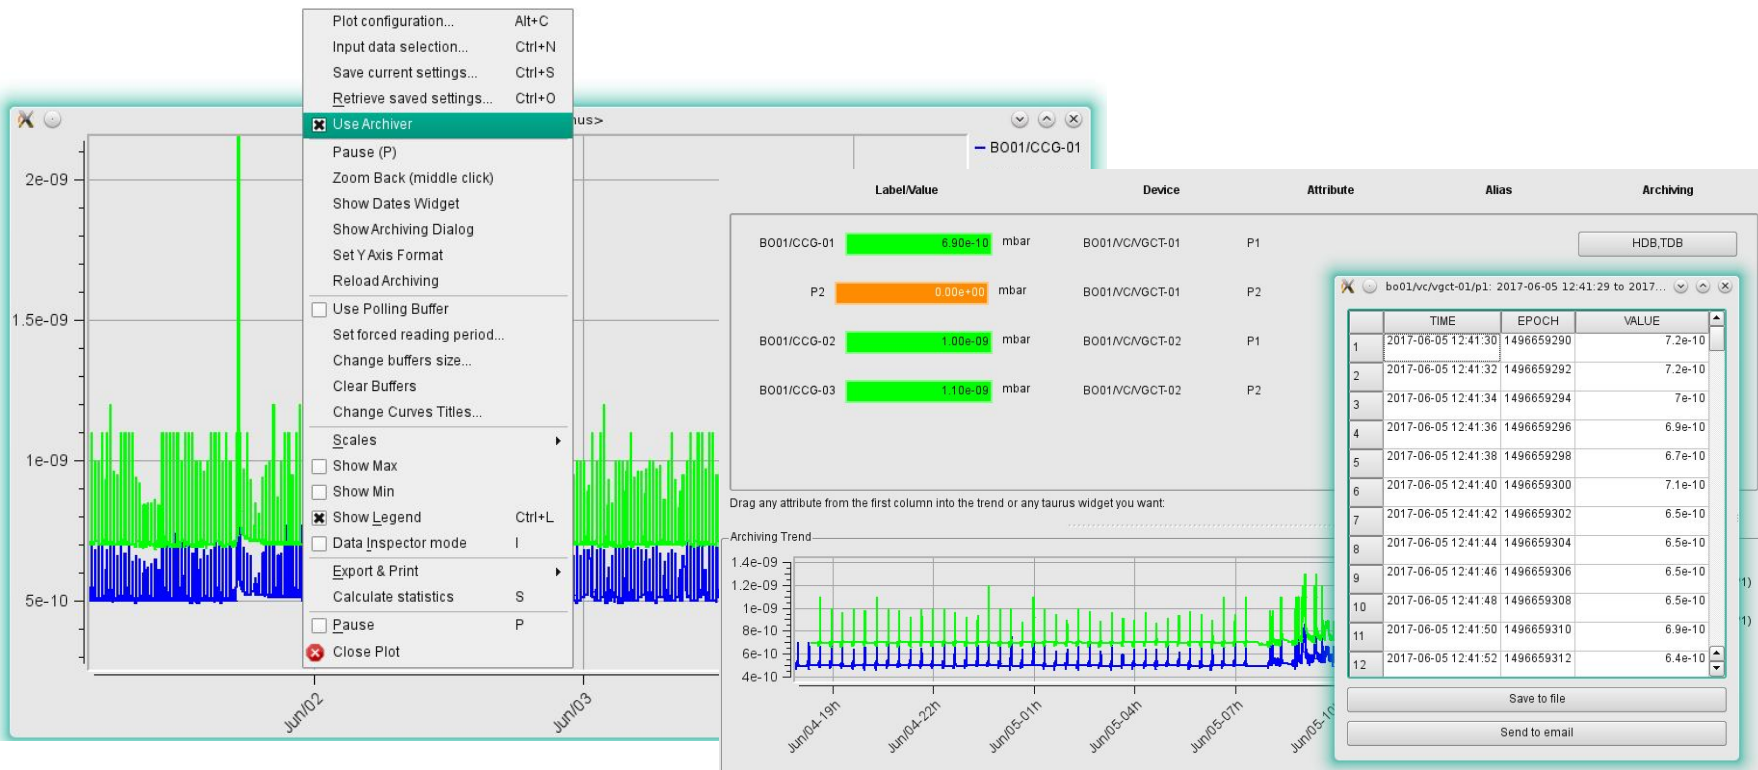 Plot configuration... Alt+C
Input data selection... Ctrl+N
Save current settings... Ctrl+S
Retrieve saved settings... Ctrl+O
Use Archiver
Pause (P)
Zoom Back (middle click)
Show Dates Widget
Show Archiving Dialog
Set Y Axis Format
Reload Archiving
Use Polling Buffer
Set forced reading period...
Change buffers size...
Clear Buffers
Change Curves Titles...
Scales
Show Max
Show Min
Show Legend Ctrl+L
Data Inspector mode I
Export & Print
Calculate statistics S
Pause P
Close Plot
nus>
BO01/CCG-01
2e-09
1.5e-09
1e-09
5e-10
Jun/02
Jun/03
Label/Value Device Attribute Alias Archiving
BO01/CCG-01 6.90e-10 mbar BO01/VC/VGCT-01 P1 HDB,TDB
P2 0.00e+00 mbar BO01/VC/VGCT-01 P2
BO01/CCG-02 1.00e-09 mbar BO01/VC/VGCT-02 P1
BO01/CCG-03 1.10e-09 mbar BO01/VC/VGCT-02 P2
Drag any attribute from the first column into the trend or any taurus widget you want:
Archiving Trend
1.4e-09
1.2e-09
1e-09
8e-10
6e-10
4e-10
Jun/04-19h
Jun/04-22h
Jun/05-01h
Jun/05-04h
Jun/05-07h
Jun/05-10
bo01/vc/vgct-01/p1: 2017-06-05 12:41:29 to 2017...
TIME EPOCH VALUE
1 2017-06-05 12:41:30 1496659290 7.2e-10
2 2017-06-05 12:41:32 1496659292 7.2e-10
3 2017-06-05 12:41:34 1496659294 7e-10
4 2017-06-05 12:41:36 1496659296 6.9e-10
5 2017-06-05 12:41:38 1496659298 6.7e-10
6 2017-06-05 12:41:40 1496659300 7.1e-10
7 2017-06-05 12:41:42 1496659302 6.5e-10
8 2017-06-05 12:41:44 1496659304 6.5e-10
9 2017-06-05 12:41:46 1496659306 6.5e-10
10 2017-06-05 12:41:48 1496659308 6.5e-10
11 2017-06-05 12:41:50 1496659310 6.9e-10
12 2017-06-05 12:41:52 1496659312 6.4e-10
Save to file
Send to email
1)
1)